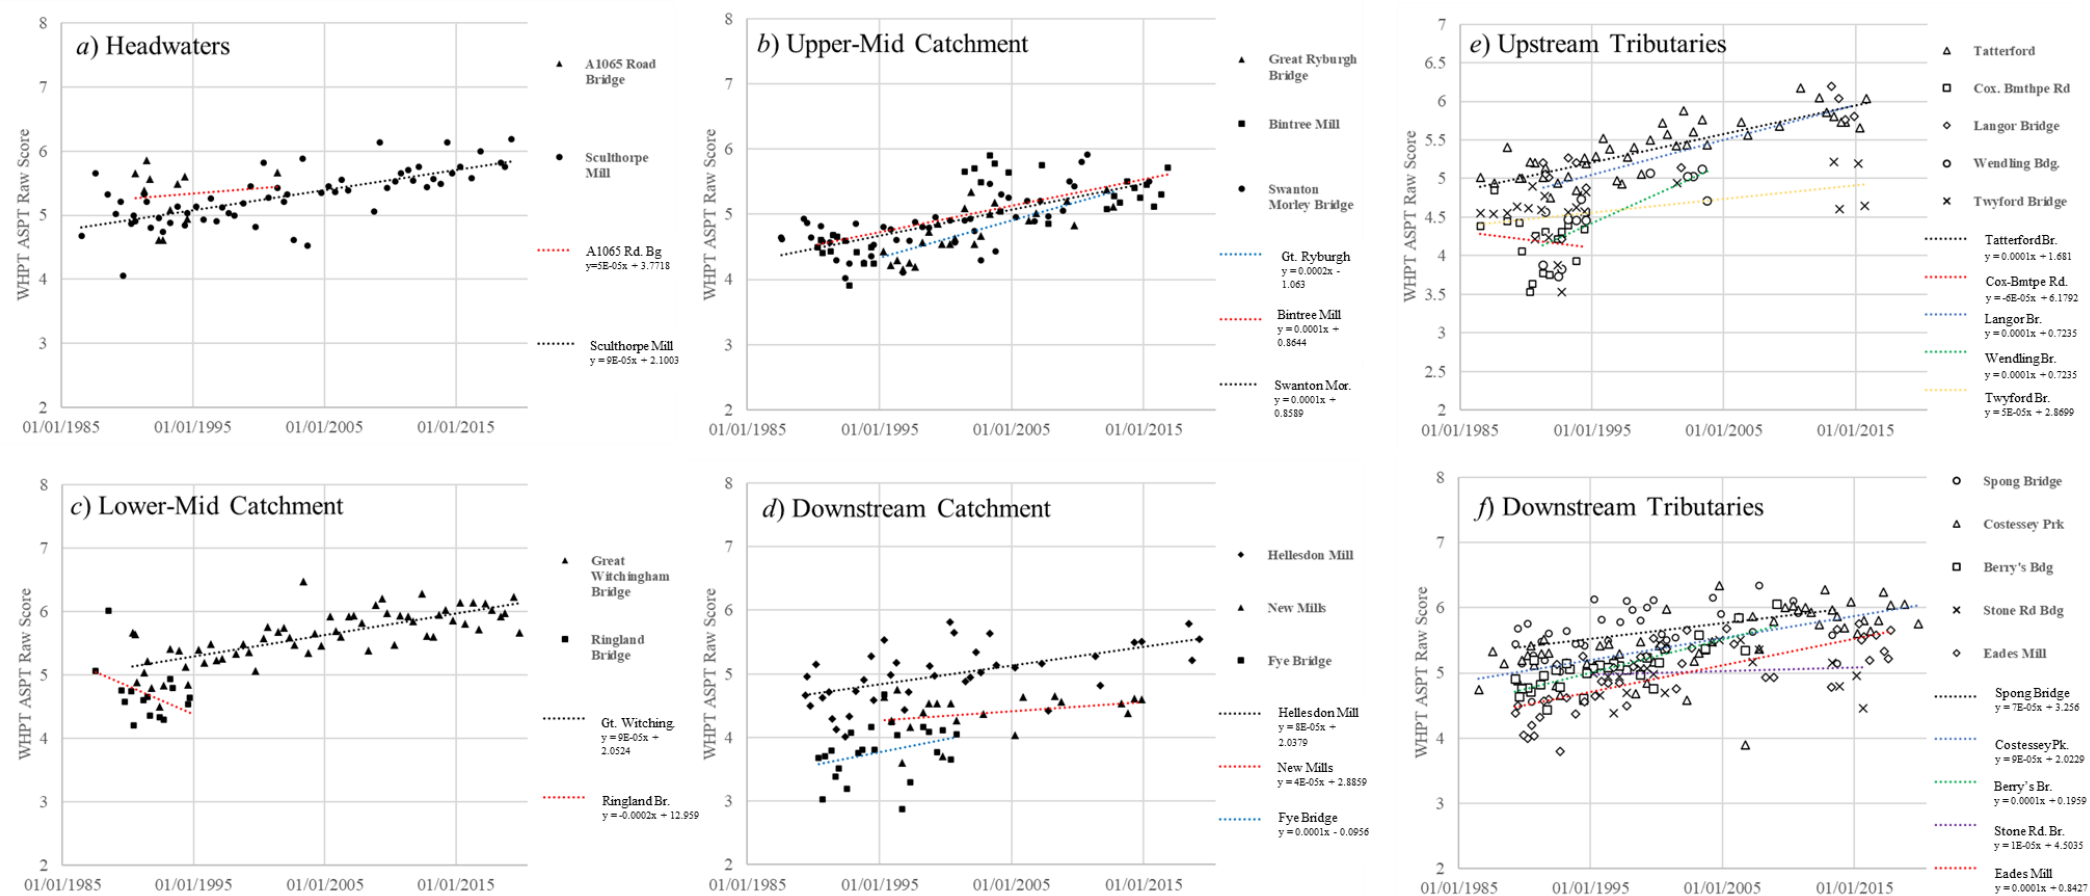 a) Headwaters
WHPT ASPT Raw Score
8
7
6
5
4
3
2
01/01/1985
01/01/1995
01/01/2005
01/01/2015
A1065 Road
Bridge
Sculthorpe
Mill
A1065 Rd. Bg
y=5E-05x + 3.7718
Sculthorpe Mill
y = 9E-05x + 2.1003
b) Upper-Mid Catchment
WHPT ASPT Raw Score
8
7
6
5
4
3
2
01/01/1985
01/01/1995
01/01/2005
01/01/2015
Great Ryburgh
Bridge
Bintree Mill
Swanton
Morley Bridge
Gt. Ryburgh
y = 0.0002x -
1.063
Bintree Mill
y = 0.0001x +
0.8644
Swanton Mor.
y = 0.0001x +
0.8589
e) Upstream Tributaries
WHPT ASPT Raw Score
7
6.5
6
5.5
5
4.5
4
3.5
3
2.5
2
01/01/1985
01/01/1995
01/01/2005
01/01/2015
Tatterford
Cox. Bmthpe Rd
Langor Bridge
Wendling Bdg.
Twyford Bridge
Tatterford Br.
y = 0.0001x + 1.681
Cox-Bmtpe Rd.
y = -6E-05x + 6.1792
Langor Br.
y = 0.0001x + 0.7235
Wendling Br.
y = 0.0001x + 0.7235
Twyford Br.
y = 5E-05x + 2.8699
c) Lower-Mid Catchment
WHPT ASPT Raw Score
8
7
6
5
4
3
2
01/01/1985
01/01/1995
01/01/2005
01/01/2015
Great
Witchingham
Bridge
Ringland
Bridge
Gt. Witching.
y = 9E-05x +
2.0524
Ringland Br.
y = -0.0002x + 12.959
d) Downstream Catchment
WHPT ASPT Raw Score
8
7
6
5
4
3
2
01/01/1985
01/01/1995
01/01/2005
01/01/2015
Hellesdon Mill
New Mills
Fye Bridge
Hellesdon Mill
y = 8E-05x +
2.0379
New Mills
y = 4E-05x + 2.8859
Fye Bridge
y = 0.0001x - 0.0956
f) Downstream Tributaries
WHPT ASPT Raw Score
8
7
6
5
4
3
2
01/01/1985
01/01/1995
01/01/2005
01/01/2015
Spong Bridge
Costessey Prk
Berry's Bdg
Stone Rd Bdg
Eades Mill
Spong Bridge
y = 7E-05x + 3.256
Costessey Pk.
y = 9E-05x + 2.0229
Berry's Br.
y = 0.0001x + 0.1959
Stone Rd. Br.
y = 1E-05x + 4.5035
Eades Mill
y = 0.0001x + 0.8427